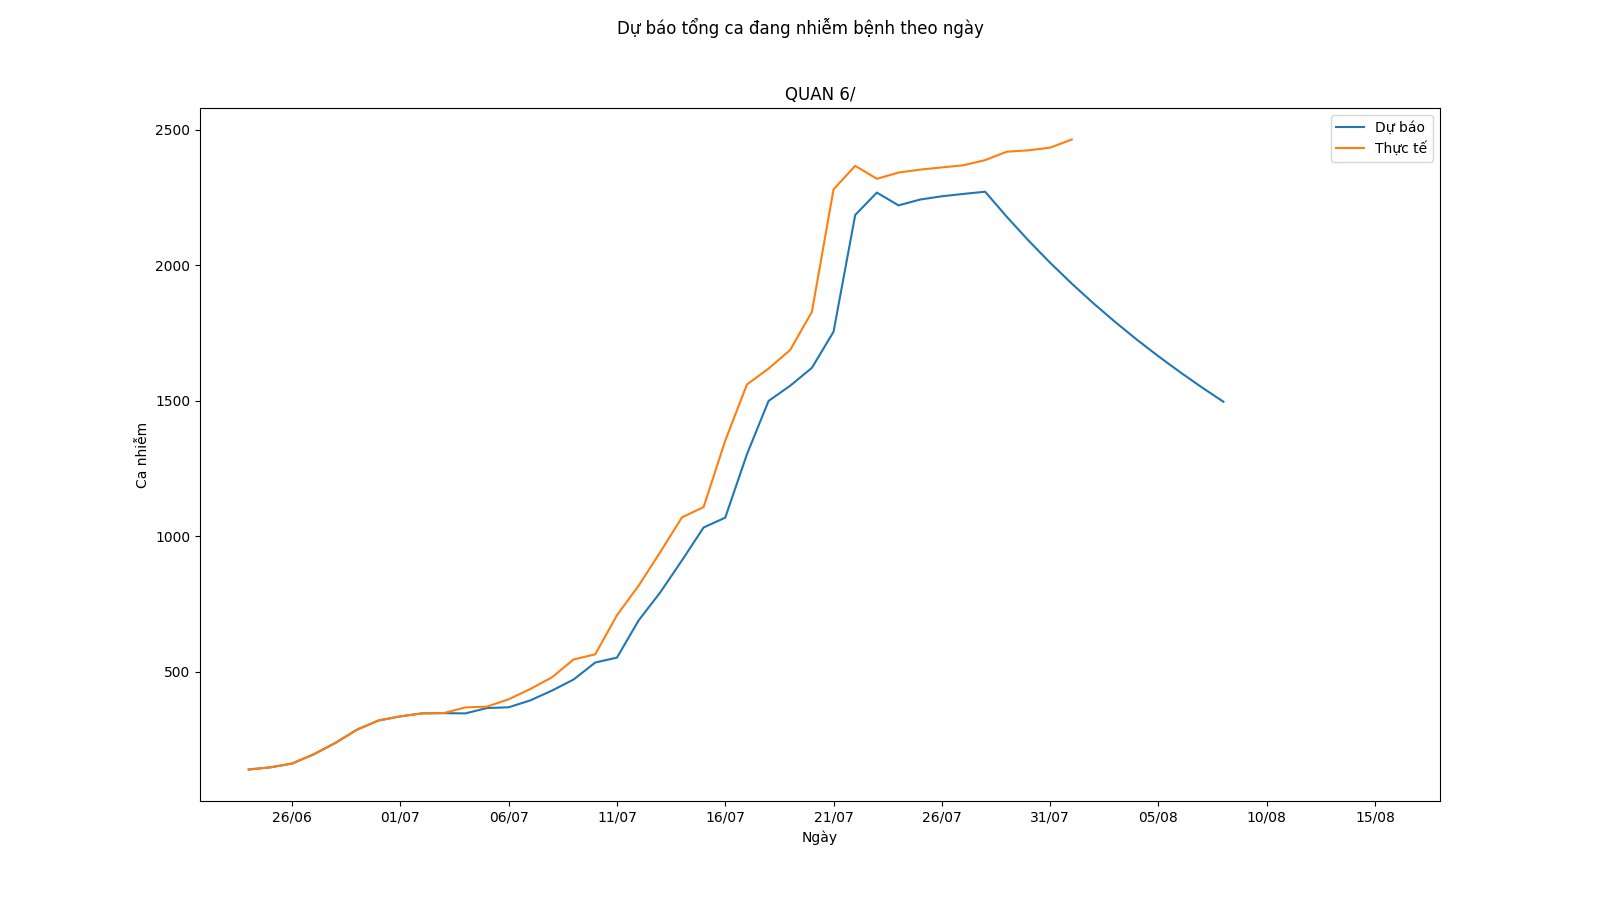 Dự báo tổng ca đang nhiễm bệnh theo ngày
QUAN 6/
Dự báo
Thực tế
2500
2000
1500
1000
500
Ca nhiễm
26/06 01/07 06/07 11/07 16/07 21/07 26/07 31/07 05/08 10/08 15/08
Ngày